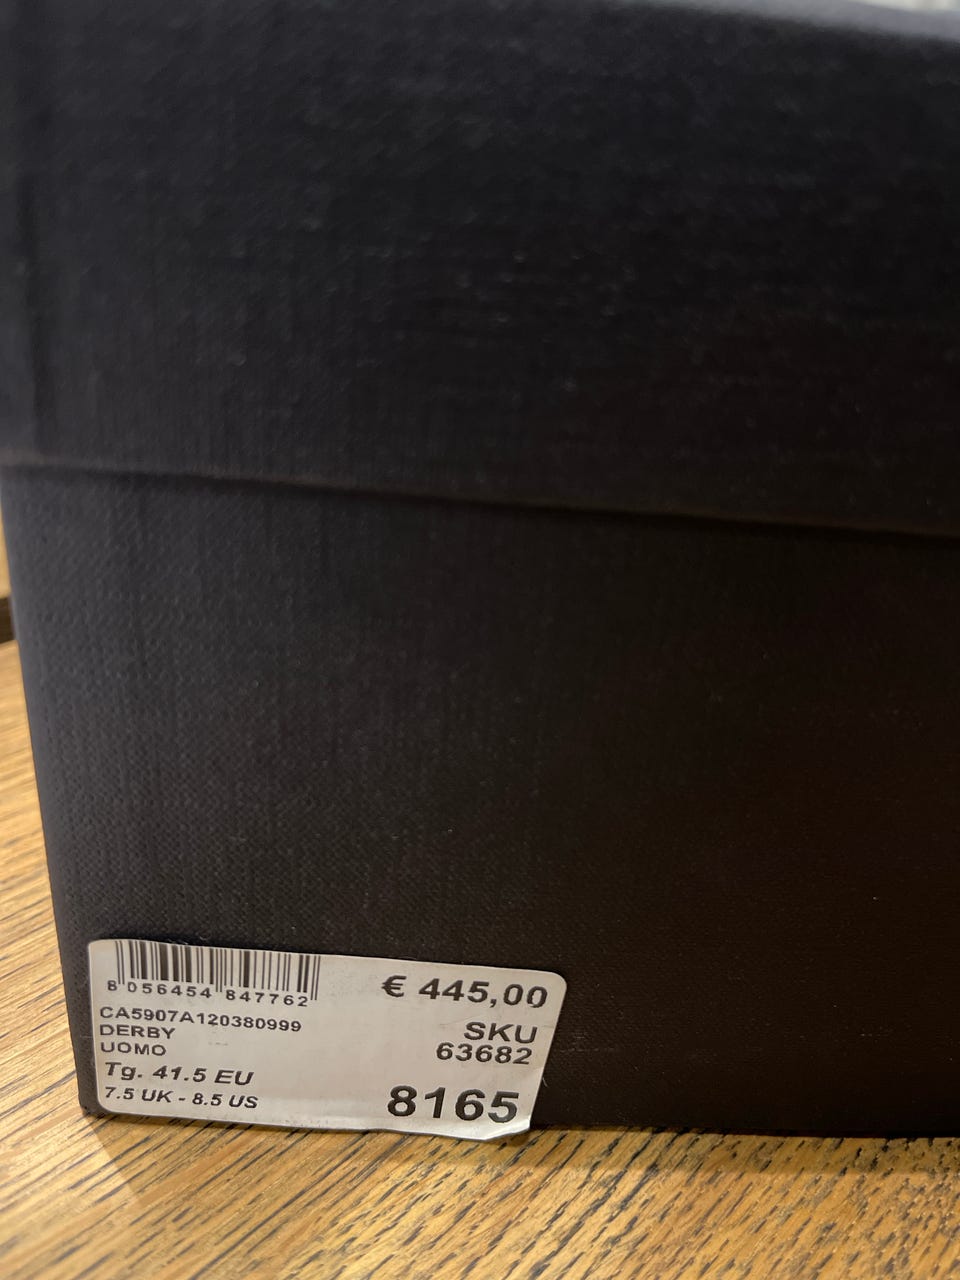 8 056454 847762
CA5907A120380999
DERBY
UOMO
Tg. 41.5 EU
7.5 UK - 8.5 US
€ 445,00
SKU
63682
8165